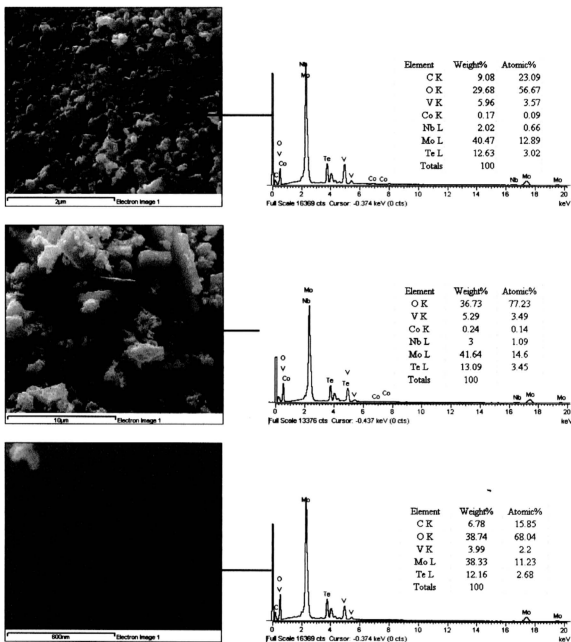 Element Weight% Atomic%
C K 9.08 23.09
O K 29.68 56.67
V K 5.96 3.57
Co K 0.17 0.09
Nb L 2.02 0.66
Mo L 40.47 12.89
Te L 12.63 3.02
Totals 100
Nb
Mo
O
V
Co
C
Te
V
V
Co Co
Nb Mo
Mo
0 2 4 6 8 10 12 14 16 18 20
Full Scale 16369 cts Cursor: -0.374 keV (0 cts) keV
2µm Electron Image 1
Element Weight% Atomic%
O K 36.73 77.23
V K 5.29 3.49
Co K 0.24 0.14
Nb L 3 1.09
Mo L 41.64 14.6
Te L 13.09 3.45
Totals 100
Mo
Nb
O
V
Co
Te
V
Te
V
Co Co
Nb Mo Mo
0 2 4 6 8 10 12 14 16 18 20
Full Scale 13376 cts Cursor: -0.437 keV (0 cts) keV
10µm Electron Image 1
Element Weight% Atomic%
C K 6.78 15.85
O K 38.74 68.04
V K 3.99 2.2
Mo L 38.33 11.23
Te L 12.16 2.68
Totals 100
Mo
O
V
C
Te
V
V
Mo Mo
0 2 4 6 8 10 12 14 16 18 20
Full Scale 16369 cts Cursor: -0.374 keV (0 cts) keV
600nm Electron Image 1